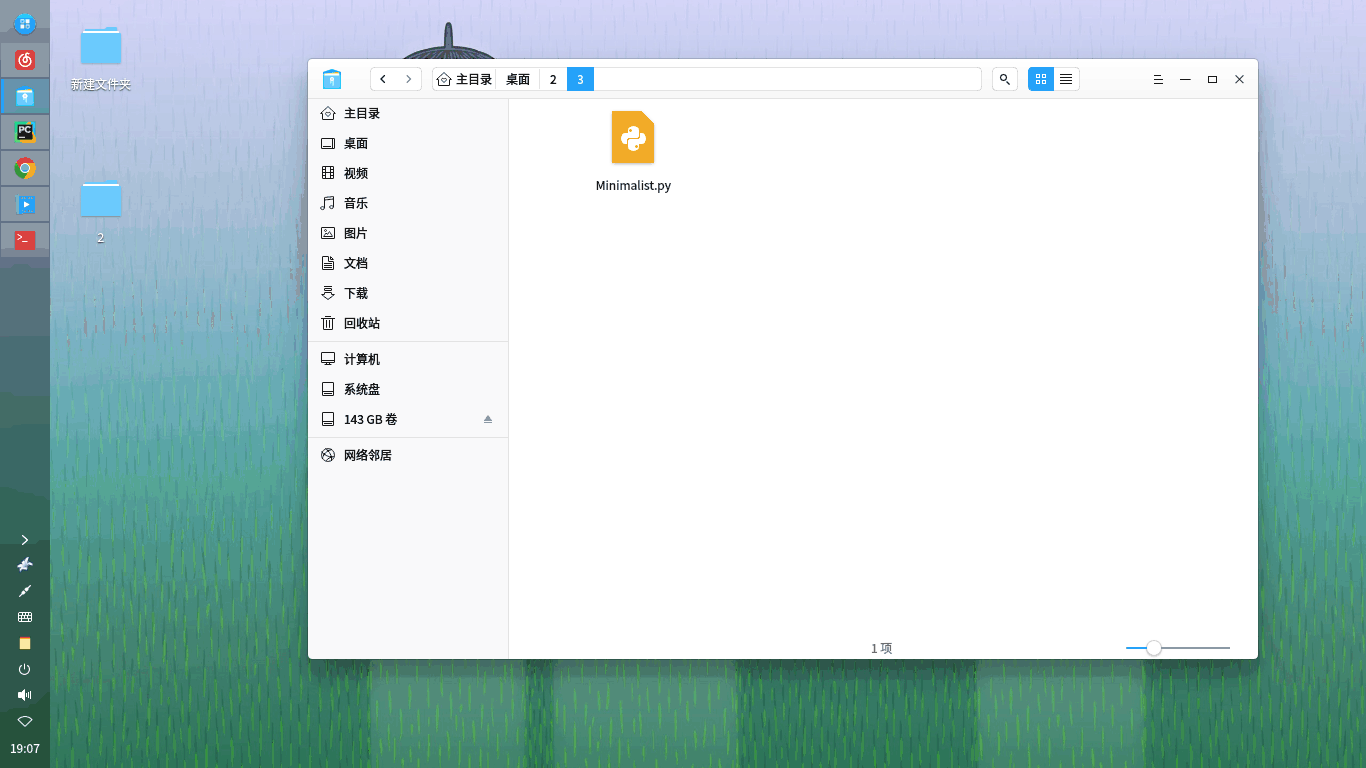 新建文件夹
2
PC
>_
19:07
主目录
桌面
2
3
主目录
桌面
视频
音乐
图片
文档
下载
回收站
计算机
系统盘
143 GB 卷
网络邻居
Minimalist.py
1 项